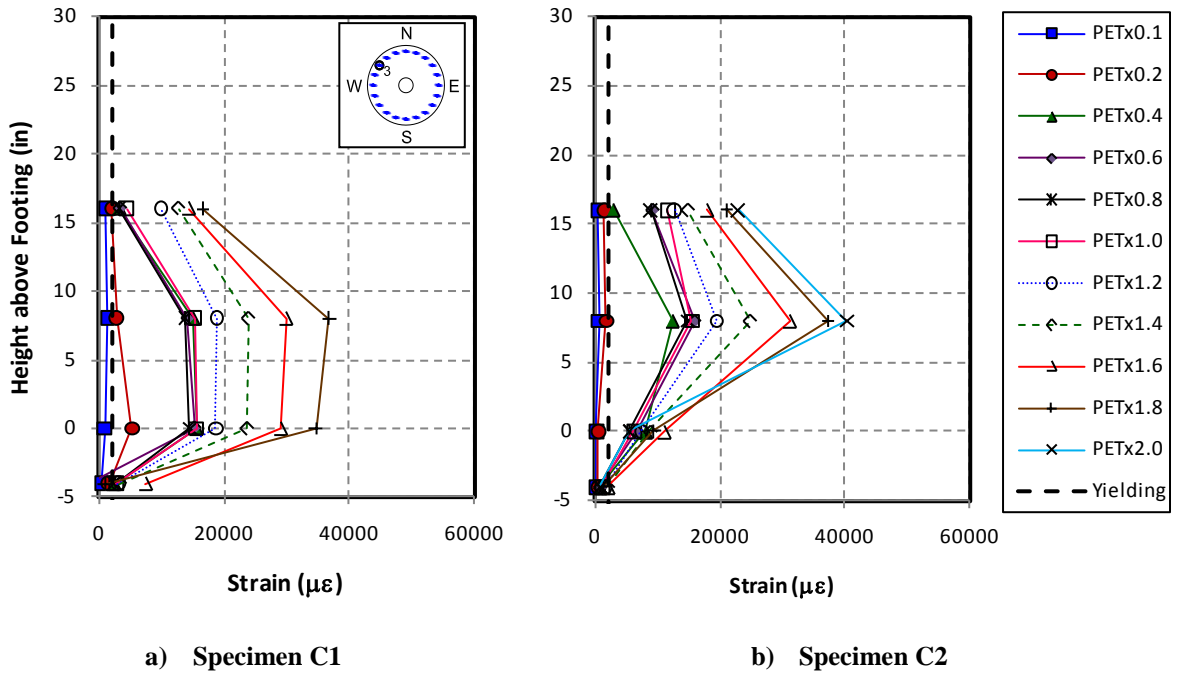 Height above Footing (in)
30
25
20
15
10
5
0
-5
0 20000 40000 60000
Strain (με)
N
W E
S
3
a) Specimen C1
30
25
20
15
10
5
0
-5
0 20000 40000 60000
Strain (με)
b) Specimen C2
PETx0.1
PETx0.2
PETx0.4
PETx0.6
PETx0.8
PETx1.0
PETx1.2
PETx1.4
PETx1.6
PETx1.8
PETx2.0
Yielding